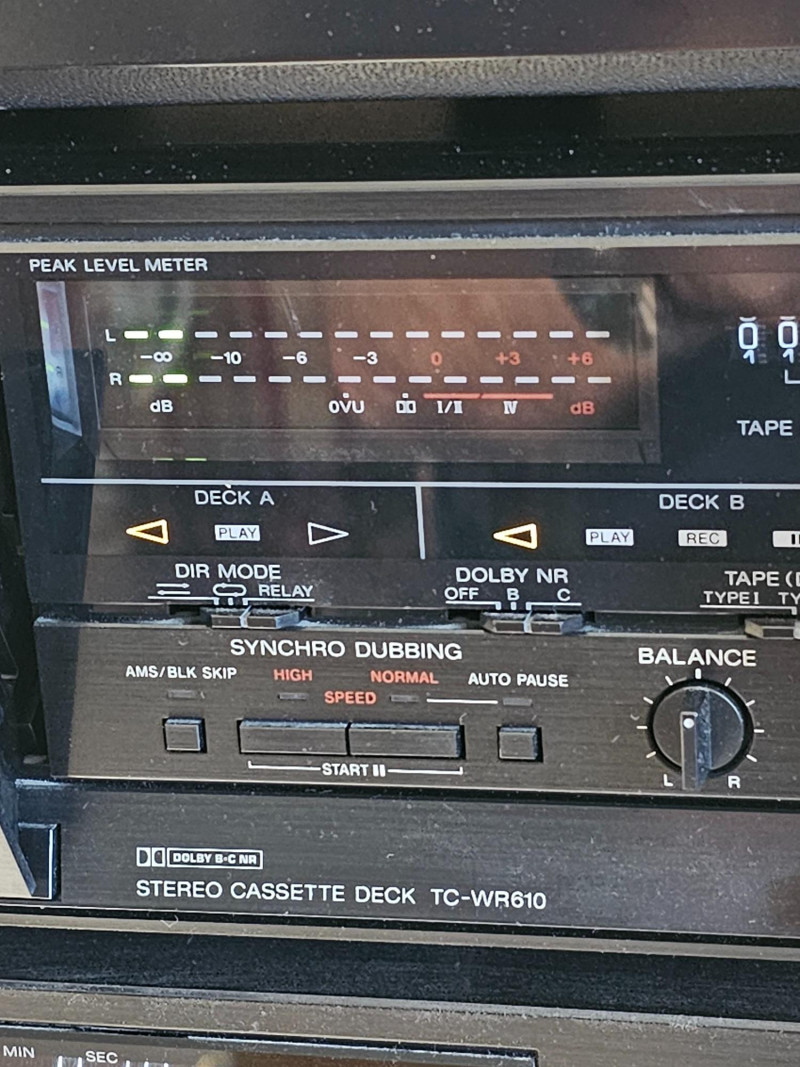 PEAK LEVEL METER
L
-∞ -10 -6 -3 0 +3 +6
R
dB 0VU I/II IV dB
TAPE
DECK A DECK B
PLAY PLAY REC
DIR MODE DOLBY NR
RELAY OFF B C TYPE I
SYNCHRO DUBBING BALANCE
AMS/BLK SKIP HIGH NORMAL AUTO PAUSE
SPEED
START
L R
DOLBY B-C NR
STEREO CASSETTE DECK TC-WR610
MIN SEC